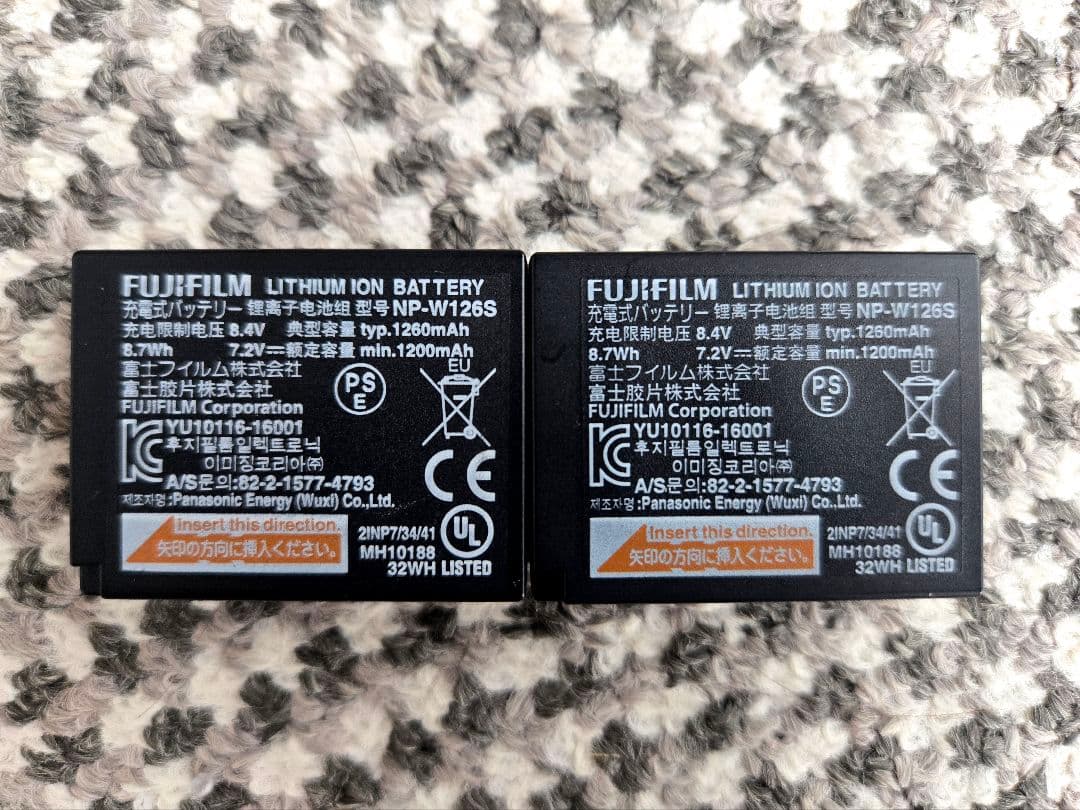 FUJIFILM LITHIUM ION BATTERY
充電式バッテリー 锂离子电池组 型号 NP-W126S
充电限制电压 8.4V 典型容量 typ.1260mAh
8.7Wh 7.2V⎓额定容量 min.1200mAh
富士フイルム株式会社
富士胶片株式会社
FUJIFILM Corporation
PS
E
EU
YU10116-16001
후지필름일렉트로닉
이미징코리아㈜
A/S문의:82-2-1577-4793
제조자명:Panasonic Energy (Wuxi) Co.,Ltd.
KC
CE
Insert this direction.
矢印の方向に挿入ください。
2INP7/34/41
MH10188
UL
32WH LISTED
FUJIFILM LITHIUM ION BATTERY
充電式バッテリー 锂离子电池组 型号 NP-W126S
充电限制电压 8.4V 典型容量 typ.1260mAh
8.7Wh 7.2V⎓额定容量 min.1200mAh
富士フイルム株式会社
富士胶片株式会社
FUJIFILM Corporation
PS
E
EU
YU10116-16001
후지필름일렉트로닉
이미징코리아㈜
A/S문의:82-2-1577-4793
제조자명:Panasonic Energy (Wuxi) Co.,Ltd.
KC
CE
Insert this direction.
矢印の方向に挿入ください。
2INP7/34/41
MH10188
UL
32WH LISTED